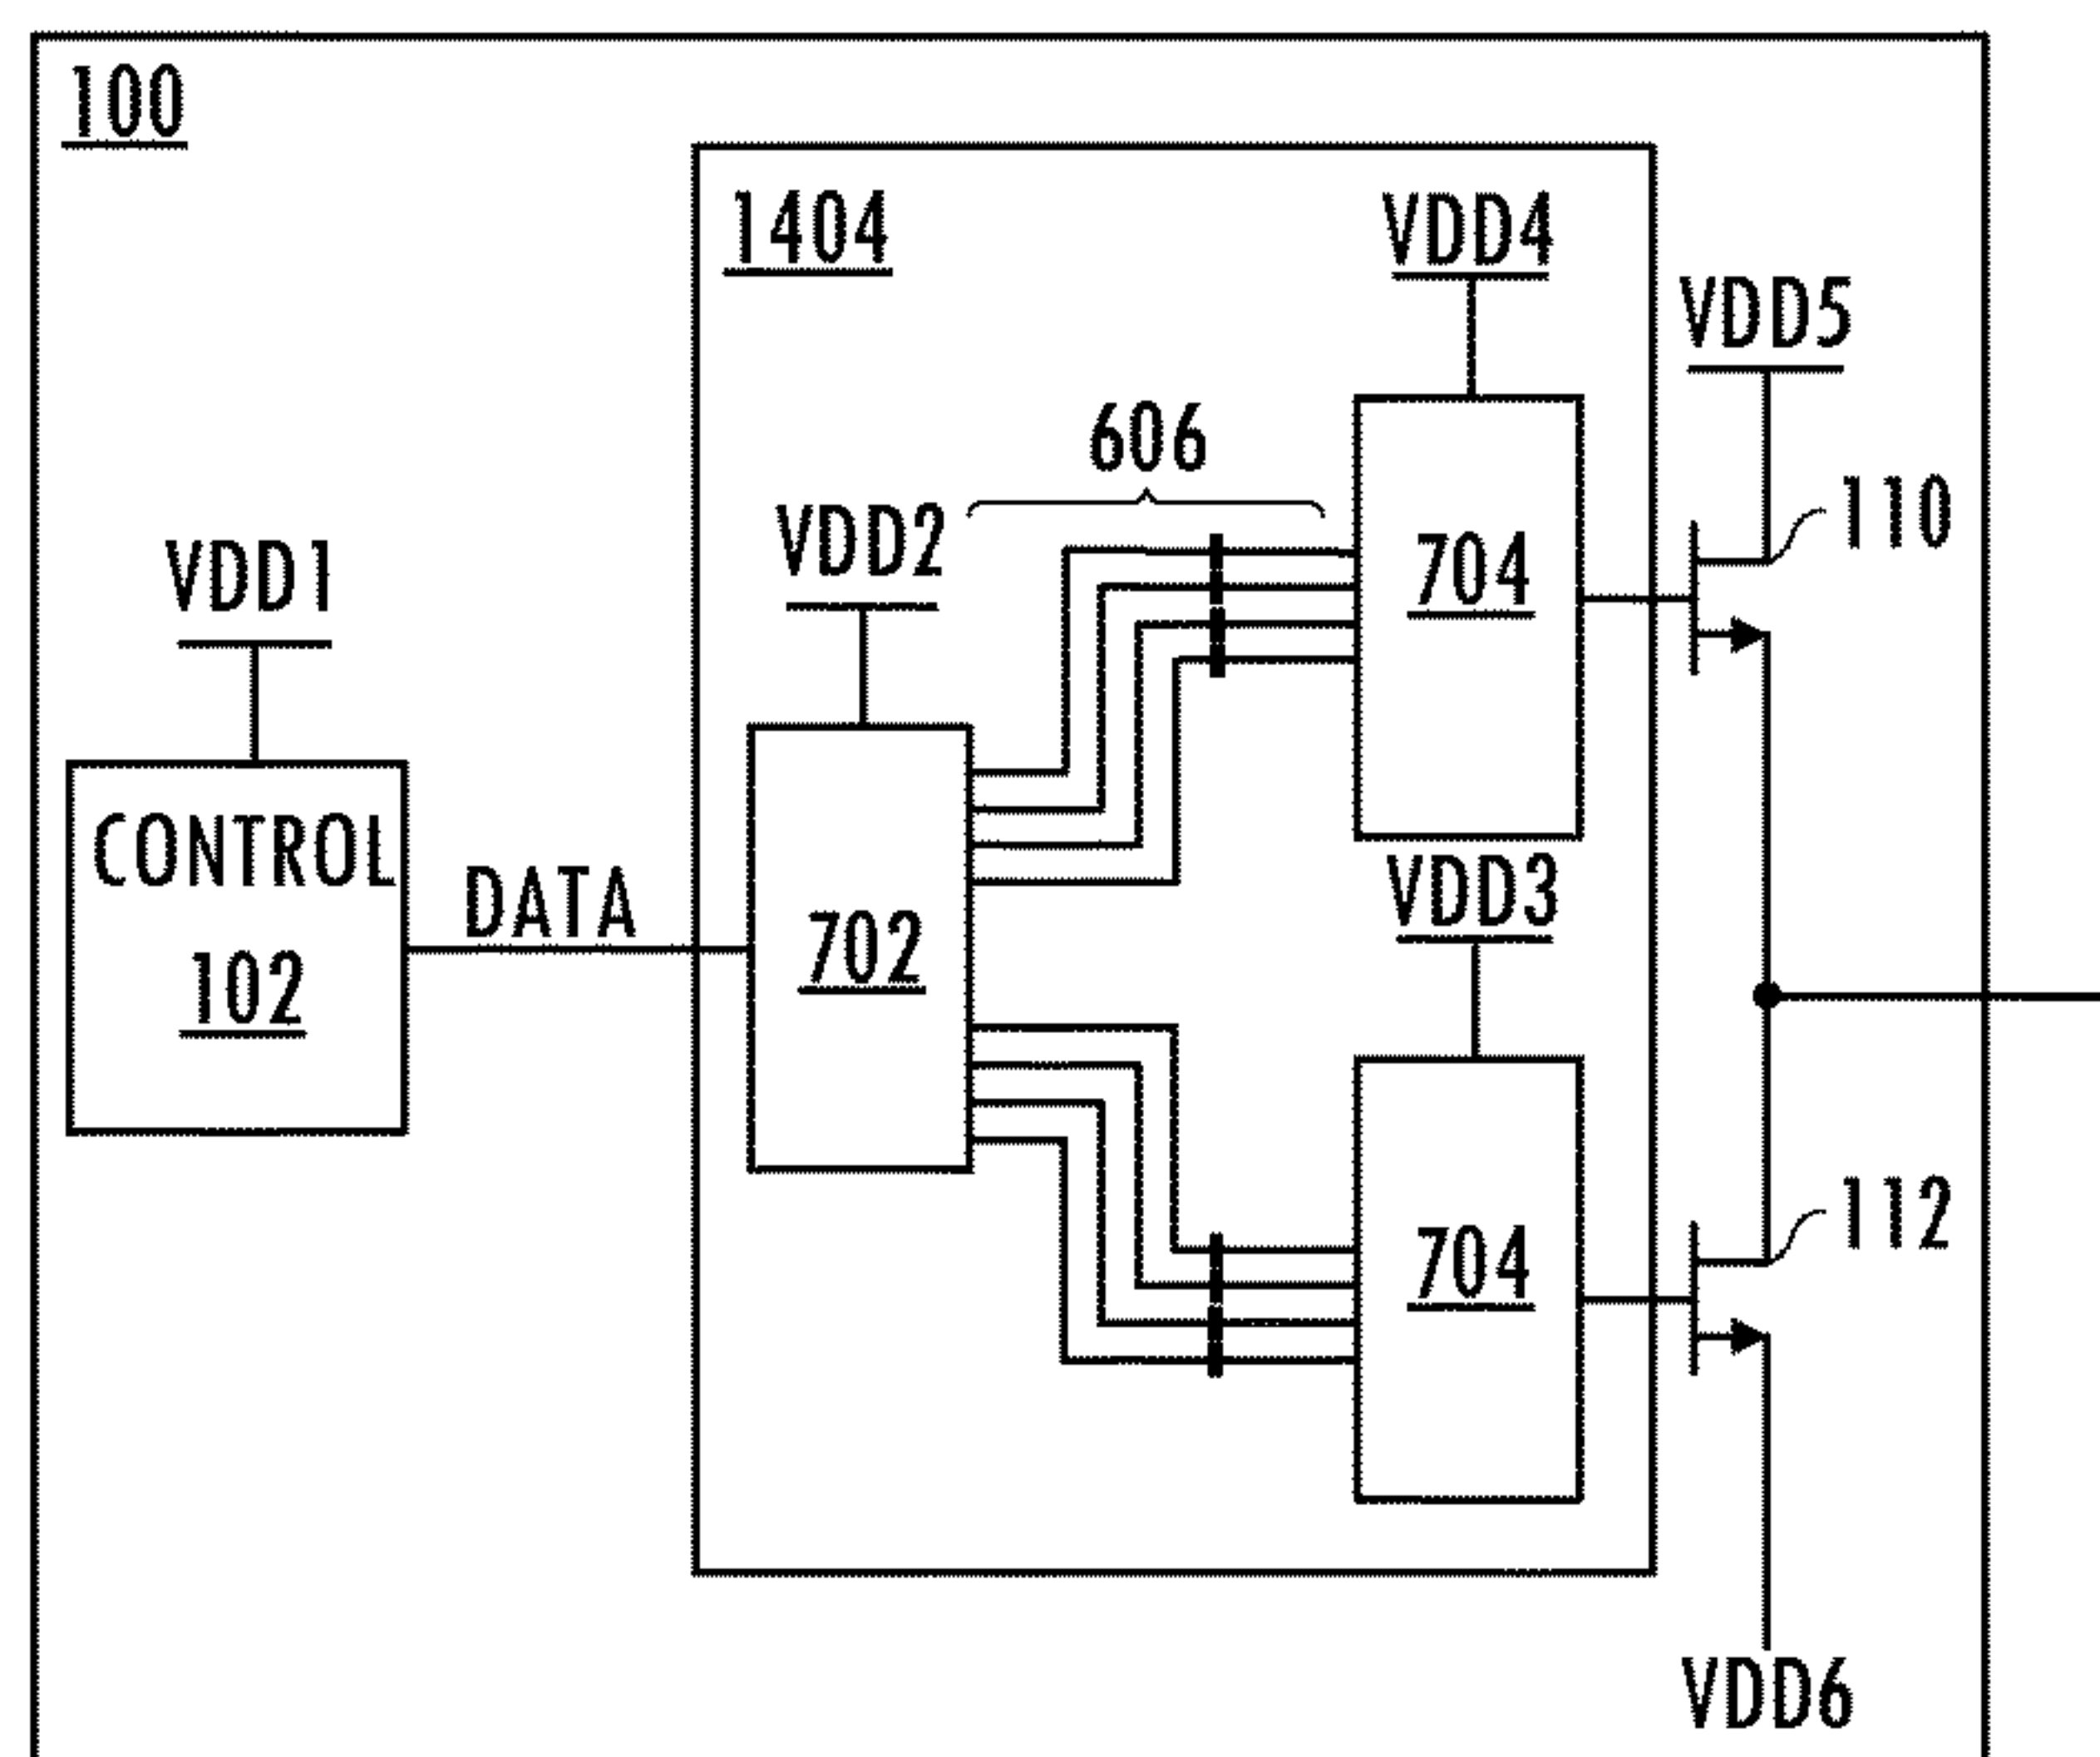 100
1404
VDD4
VDD5
606
110
VDD2
704
VDD1
CONTROL
102
DATA
702
VDD3
112
704
VDD6